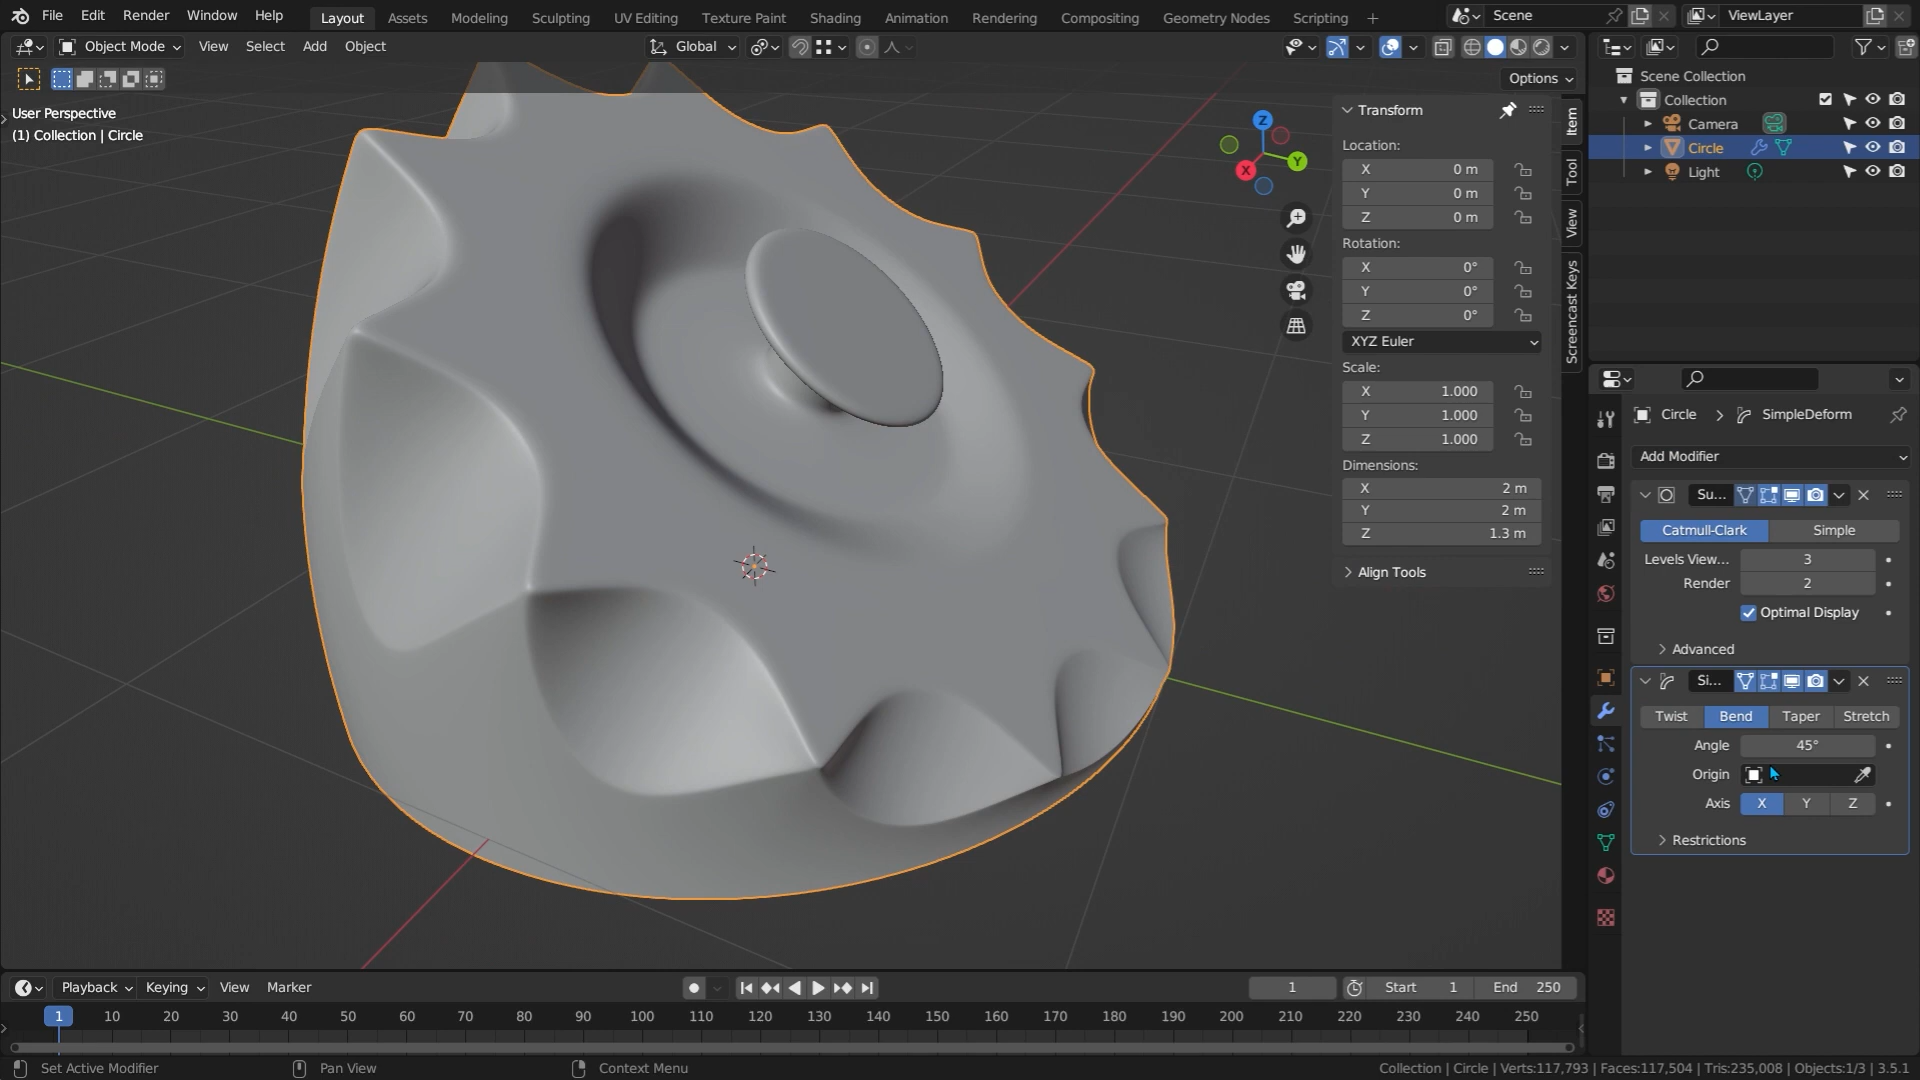 File Edit Render Window Help
Layout Assets Modeling Sculpting UV Editing Texture Paint Shading Animation Rendering Compositing Geometry Nodes Scripting
Scene
ViewLayer
Object Mode View Select Add Object
Global
Options
User Perspective
(1) Collection | Circle
Z
Y
X
Transform
Location:
X 0 m
Y 0 m
Z 0 m
Rotation:
X 0°
Y 0°
Z 0°
XYZ Euler
Scale:
X 1.000
Y 1.000
Z 1.000
Dimensions:
X 2 m
Y 2 m
Z 1.3 m
Align Tools
Item
Tool
View
Screencast Keys
Scene Collection
Collection
Camera
Circle
Light
Circle > SimpleDeform
Add Modifier
Su...
Catmull-Clark Simple
Levels View... 3
Render 2
Optimal Display
Advanced
Si...
Twist Bend Taper Stretch
Angle 45°
Origin
Axis X Y Z
Restrictions
Playback Keying View Marker
1 Start 1 End 250
1 10 20 30 40 50 60 70 80 90 100 110 120 130 140 150 160 170 180 190 200 210 220 230 240 250
Set Active Modifier Pan View Context Menu
Collection | Circle | Verts:117,793 | Faces:117,504 | Tris:235,008 | Objects:1/3 | 3.5.1